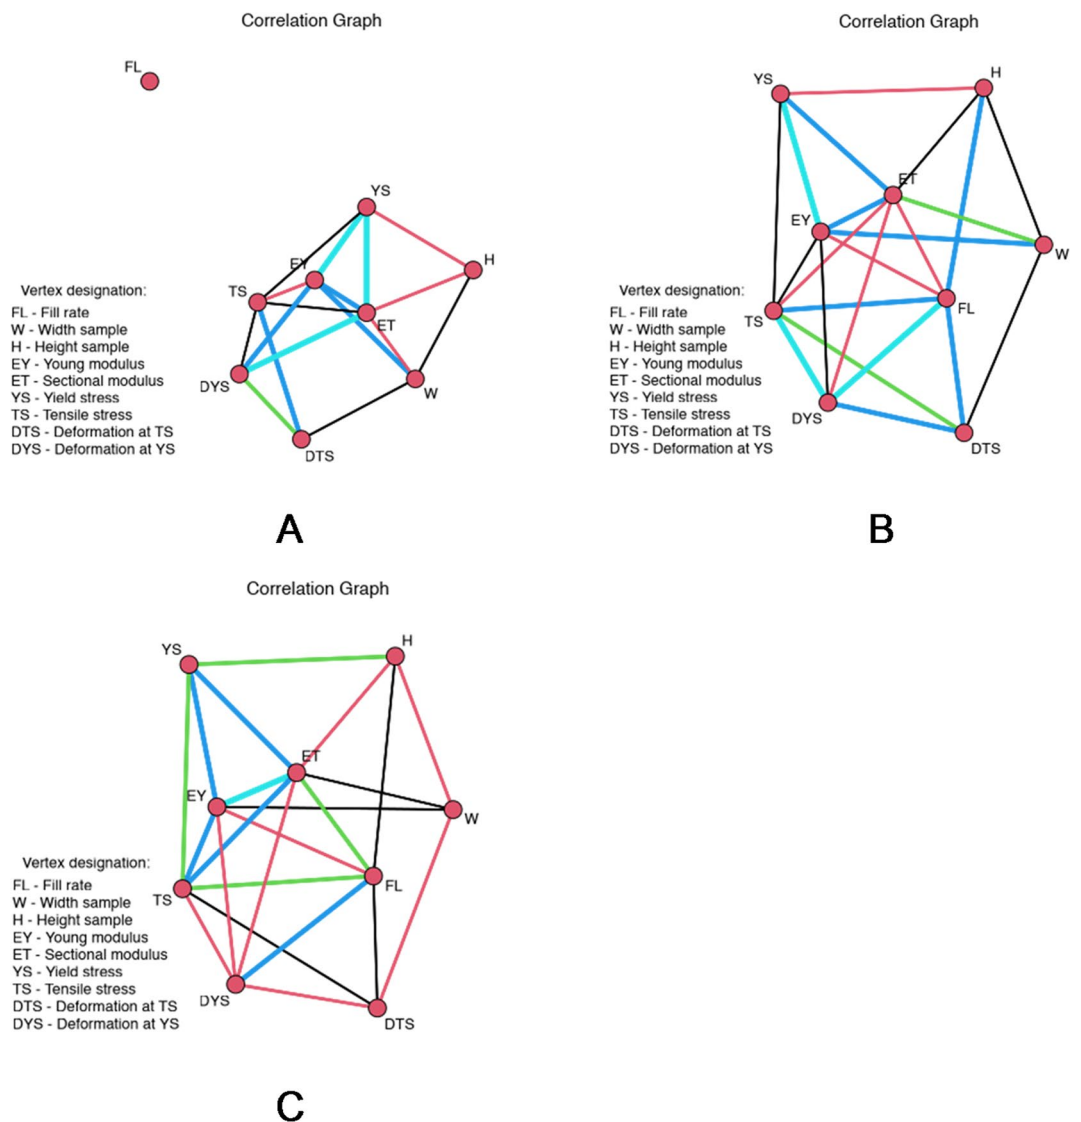 Correlation Graph
FL
YS
H
EY
TS
ET
DYS
W
DTS
Vertex designation:
FL - Fill rate
W - Width sample
H - Height sample
EY - Young modulus
ET - Sectional modulus
YS - Yield stress
TS - Tensile stress
DTS - Deformation at TS
DYS - Deformation at YS
A
Correlation Graph
YS
H
ET
EY
W
FL
TS
DYS
DTS
Vertex designation:
FL - Fill rate
W - Width sample
H - Height sample
EY - Young modulus
ET - Sectional modulus
YS - Yield stress
TS - Tensile stress
DTS - Deformation at TS
DYS - Deformation at YS
B
Correlation Graph
YS
H
ET
EY
W
FL
TS
DYS
DTS
Vertex designation:
FL - Fill rate
W - Width sample
H - Height sample
EY - Young modulus
ET - Sectional modulus
YS - Yield stress
TS - Tensile stress
DTS - Deformation at TS
DYS - Deformation at YS
C